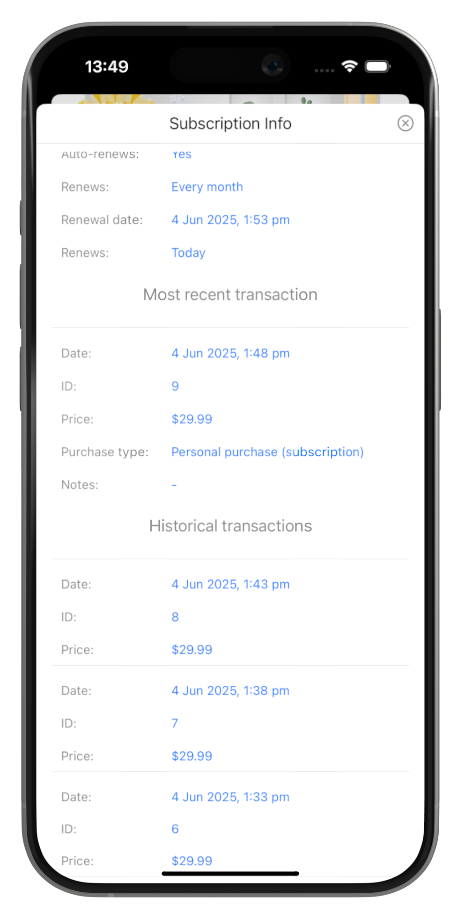 13:49
Subscription Info
Auto-renews: Yes
Renews: Every month
Renewal date: 4 Jun 2025, 1:53 pm
Renews: Today
Most recent transaction
Date: 4 Jun 2025, 1:48 pm
ID: 9
Price: $29.99
Purchase type: Personal purchase (subscription)
Notes: -
Historical transactions
Date: 4 Jun 2025, 1:43 pm
ID: 8
Price: $29.99
Date: 4 Jun 2025, 1:38 pm
ID: 7
Price: $29.99
Date: 4 Jun 2025, 1:33 pm
ID: 6
Price: $29.99